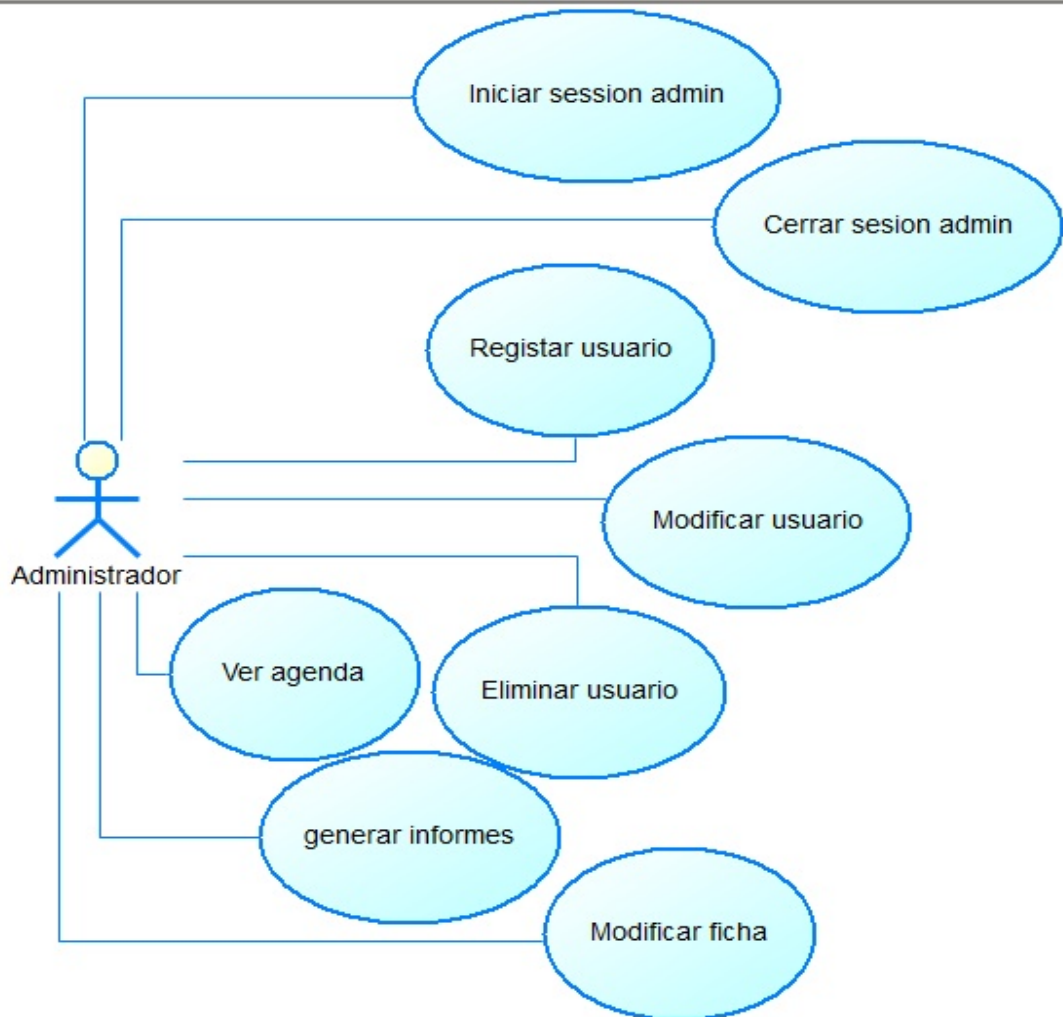 Iniciar session admin
Cerrar sesion admin
Registar usuario
Modificar usuario
Administrador
Ver agenda
Eliminar usuario
generar informes
Modificar ficha